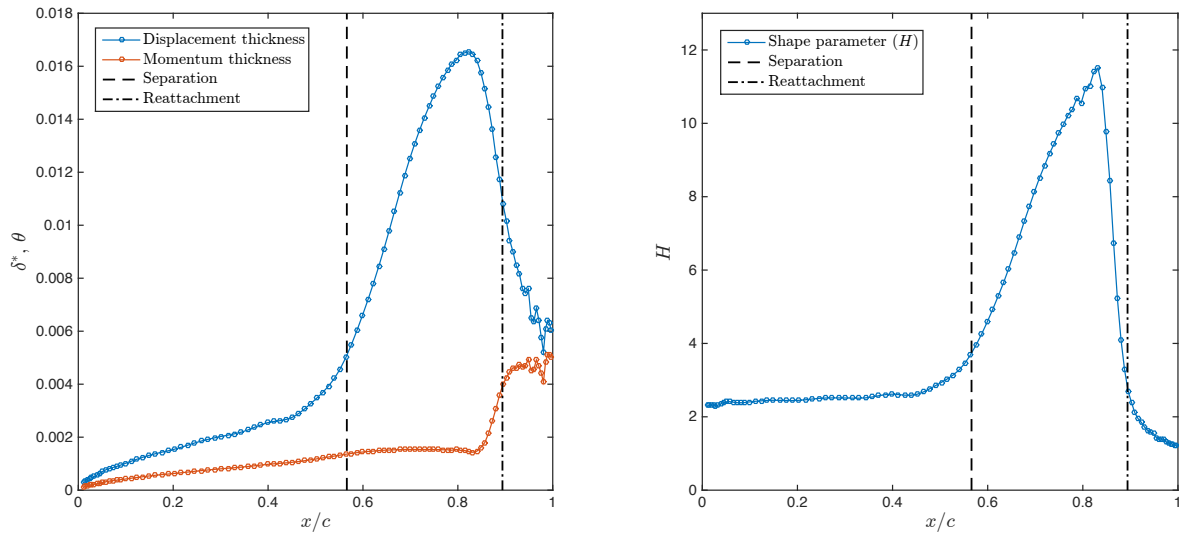 0.018
0.016
0.014
0.012
0.01
0.008
0.006
0.004
0.002
0
δ*, θ
Displacement thickness
Momentum thickness
Separation
Reattachment
0
0.2
0.4
0.6
0.8
1
x/c
12
10
8
6
4
2
0
H
Shape parameter (H)
Separation
Reattachment
0
0.2
0.4
0.6
0.8
1
x/c